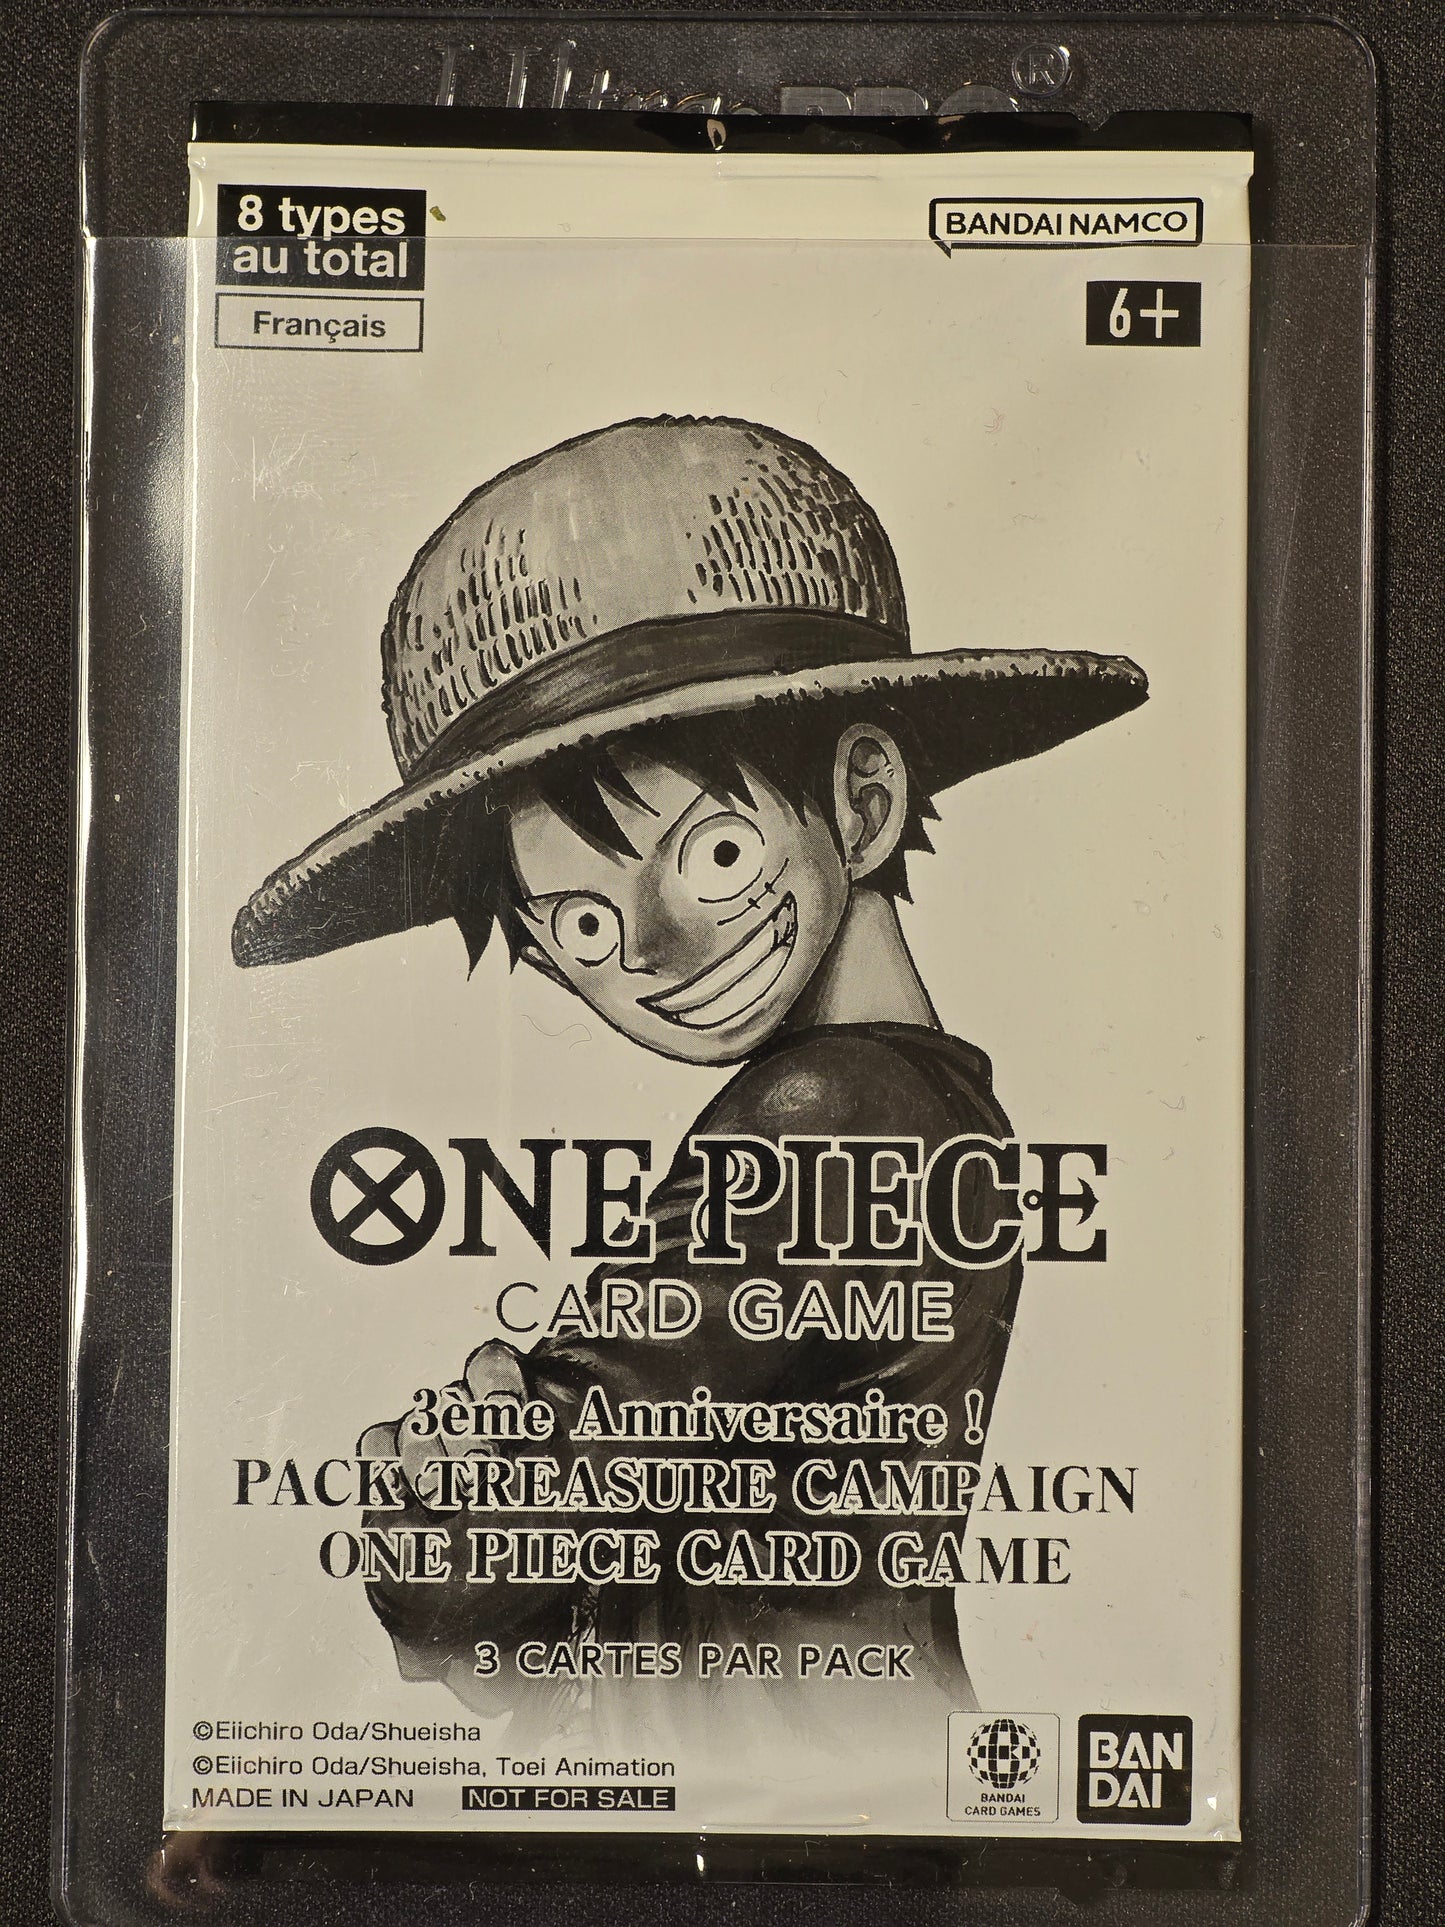 Ultra PRO®
8 types
au total
BANDAI NAMCO
Français
6+
ONE PIECE
CARD GAME
3ème Anniversaire !
PACK TREASURE CAMPAIGN
ONE PIECE CARD GAME
3 CARTES PAR PACK
©Eiichiro Oda/Shueisha
©Eiichiro Oda/Shueisha, Toei Animation
MADE IN JAPAN NOT FOR SALE
BANDAI
CARD GAMES
BAN
DAI